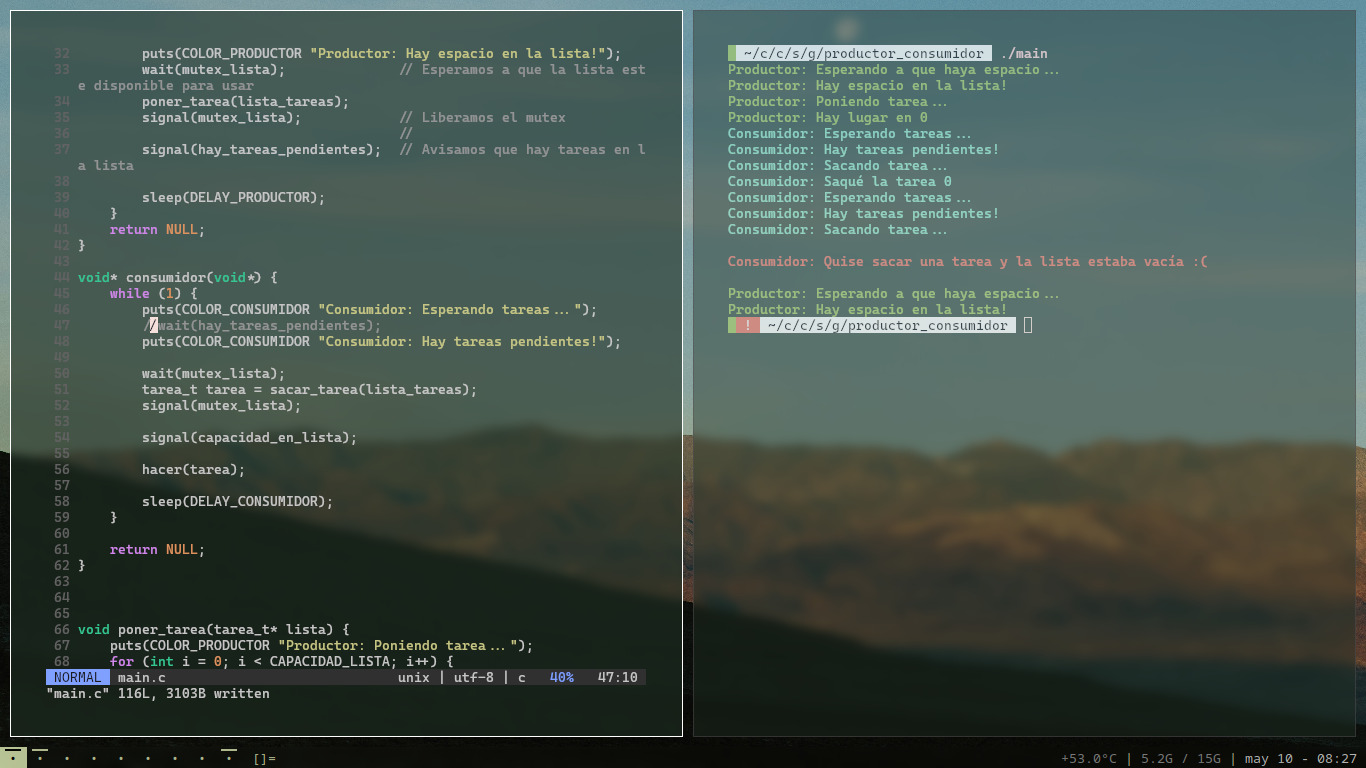 32         puts(COLOR_PRODUCTOR "Productor: Hay espacio en la lista!");
33         wait(mutex_lista);              // Esperamos a que la lista est
e disponible para usar
34         poner_tarea(lista_tareas);
35         signal(mutex_lista);            // Liberamos el mutex
36                                         //
37         signal(hay_tareas_pendientes);  // Avisamos que hay tareas en l
a lista
38
39         sleep(DELAY_PRODUCTOR);
40     }
41     return NULL;
42 }
43
44 void* consumidor(void*) {
45     while (1) {
46         puts(COLOR_CONSUMIDOR "Consumidor: Esperando tareas...");
47         //wait(hay_tareas_pendientes);
48         puts(COLOR_CONSUMIDOR "Consumidor: Hay tareas pendientes!");
49
50         wait(mutex_lista);
51         tarea_t tarea = sacar_tarea(lista_tareas);
52         signal(mutex_lista);
53
54         signal(capacidad_en_lista);
55
56         hacer(tarea);
57
58         sleep(DELAY_CONSUMIDOR);
59     }
60
61     return NULL;
62 }
63
64
65
66 void poner_tarea(tarea_t* lista) {
67     puts(COLOR_PRODUCTOR "Productor: Poniendo tarea...");
68     for (int i = 0; i < CAPACIDAD_LISTA; i++) {
NORMAL main.c unix | utf-8 | c 40% 47:10
"main.c" 116L, 3103B written
~/c/c/s/g/productor_consumidor ./main
Productor: Esperando a que haya espacio...
Productor: Hay espacio en la lista!
Productor: Poniendo tarea...
Productor: Hay lugar en 0
Consumidor: Esperando tareas...
Consumidor: Hay tareas pendientes!
Consumidor: Sacando tarea...
Consumidor: Saqué la tarea 0
Consumidor: Esperando tareas...
Consumidor: Hay tareas pendientes!
Consumidor: Sacando tarea...
Consumidor: Quise sacar una tarea y la lista estaba vacía :(
Productor: Esperando a que haya espacio...
Productor: Hay espacio en la lista!
! ~/c/c/s/g/productor_consumidor
[]= +53.0°C | 5.2G / 15G | may 10 - 08:27